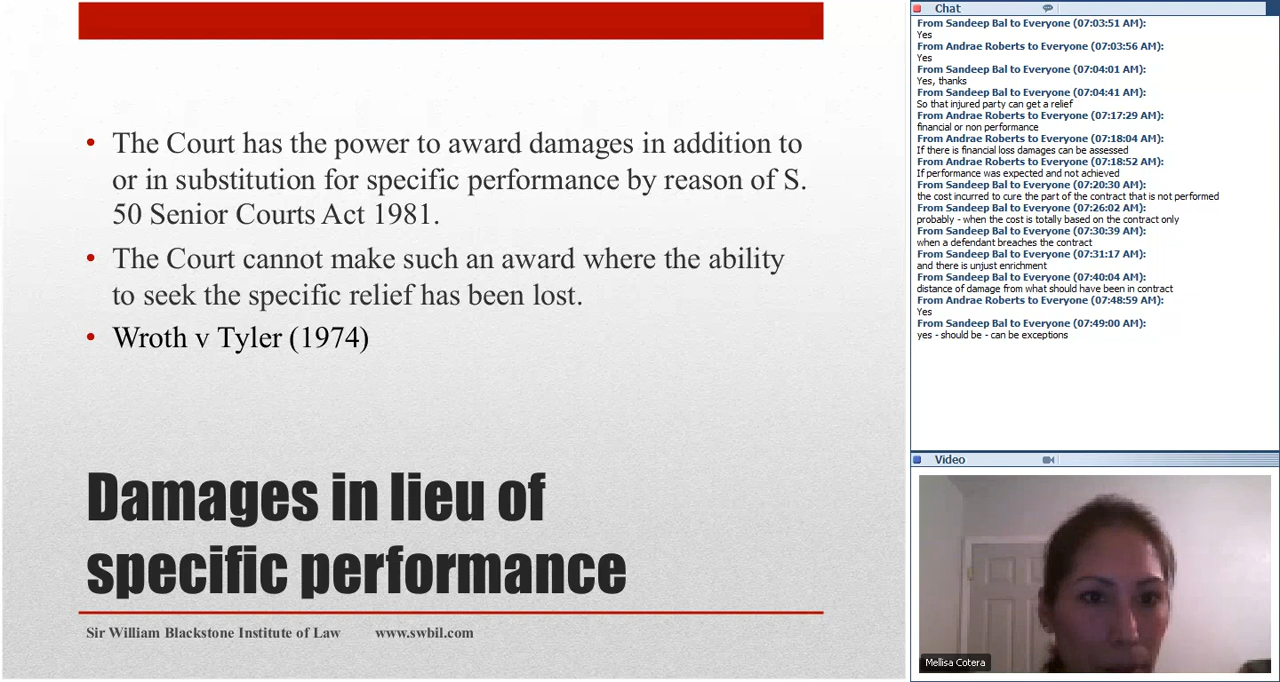 • The Court has the power to award damages in addition to
or in substitution for specific performance by reason of S.
50 Senior Courts Act 1981.
• The Court cannot make such an award where the ability
to seek the specific relief has been lost.
• Wroth v Tyler (1974)
Damages in lieu of
specific performance
Sir William Blackstone Institute of Law www.swbil.com
Chat
From Sandeep Bal to Everyone (07:03:51 AM):
Yes
From Andrae Roberts to Everyone (07:03:56 AM):
Yes
From Sandeep Bal to Everyone (07:04:01 AM):
Yes, thanks
From Sandeep Bal to Everyone (07:04:41 AM):
So that injured party can get a relief
From Andrae Roberts to Everyone (07:17:29 AM):
financial or non performance
From Andrae Roberts to Everyone (07:18:04 AM):
If there is financial loss damages can be assessed
From Andrae Roberts to Everyone (07:18:52 AM):
If performance was expected and not achieved
From Andrae Roberts to Everyone (07:20:30 AM):
the cost incurred to cure the part of the contract that is not performed
From Sandeep Bal to Everyone (07:26:02 AM):
probably - when the cost is totally based on the contract only
From Sandeep Bal to Everyone (07:30:39 AM):
when a defendant breaches the contract
From Sandeep Bal to Everyone (07:31:17 AM):
and there is unjust enrichment
From Sandeep Bal to Everyone (07:40:04 AM):
distance of damage from what should have been in contract
From Andrae Roberts to Everyone (07:48:59 AM):
Yes
From Sandeep Bal to Everyone (07:49:00 AM):
yes - should be - can be exceptions
Video
Mellisa Cotera